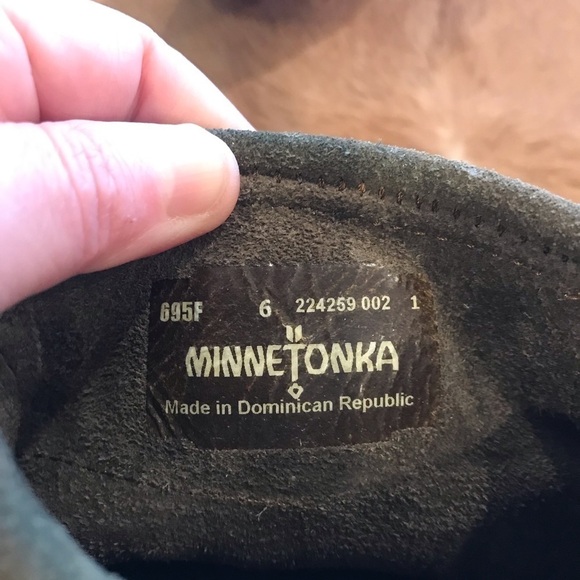 695F 6 224259 002 1
MINNETONKA
Made in Dominican Republic